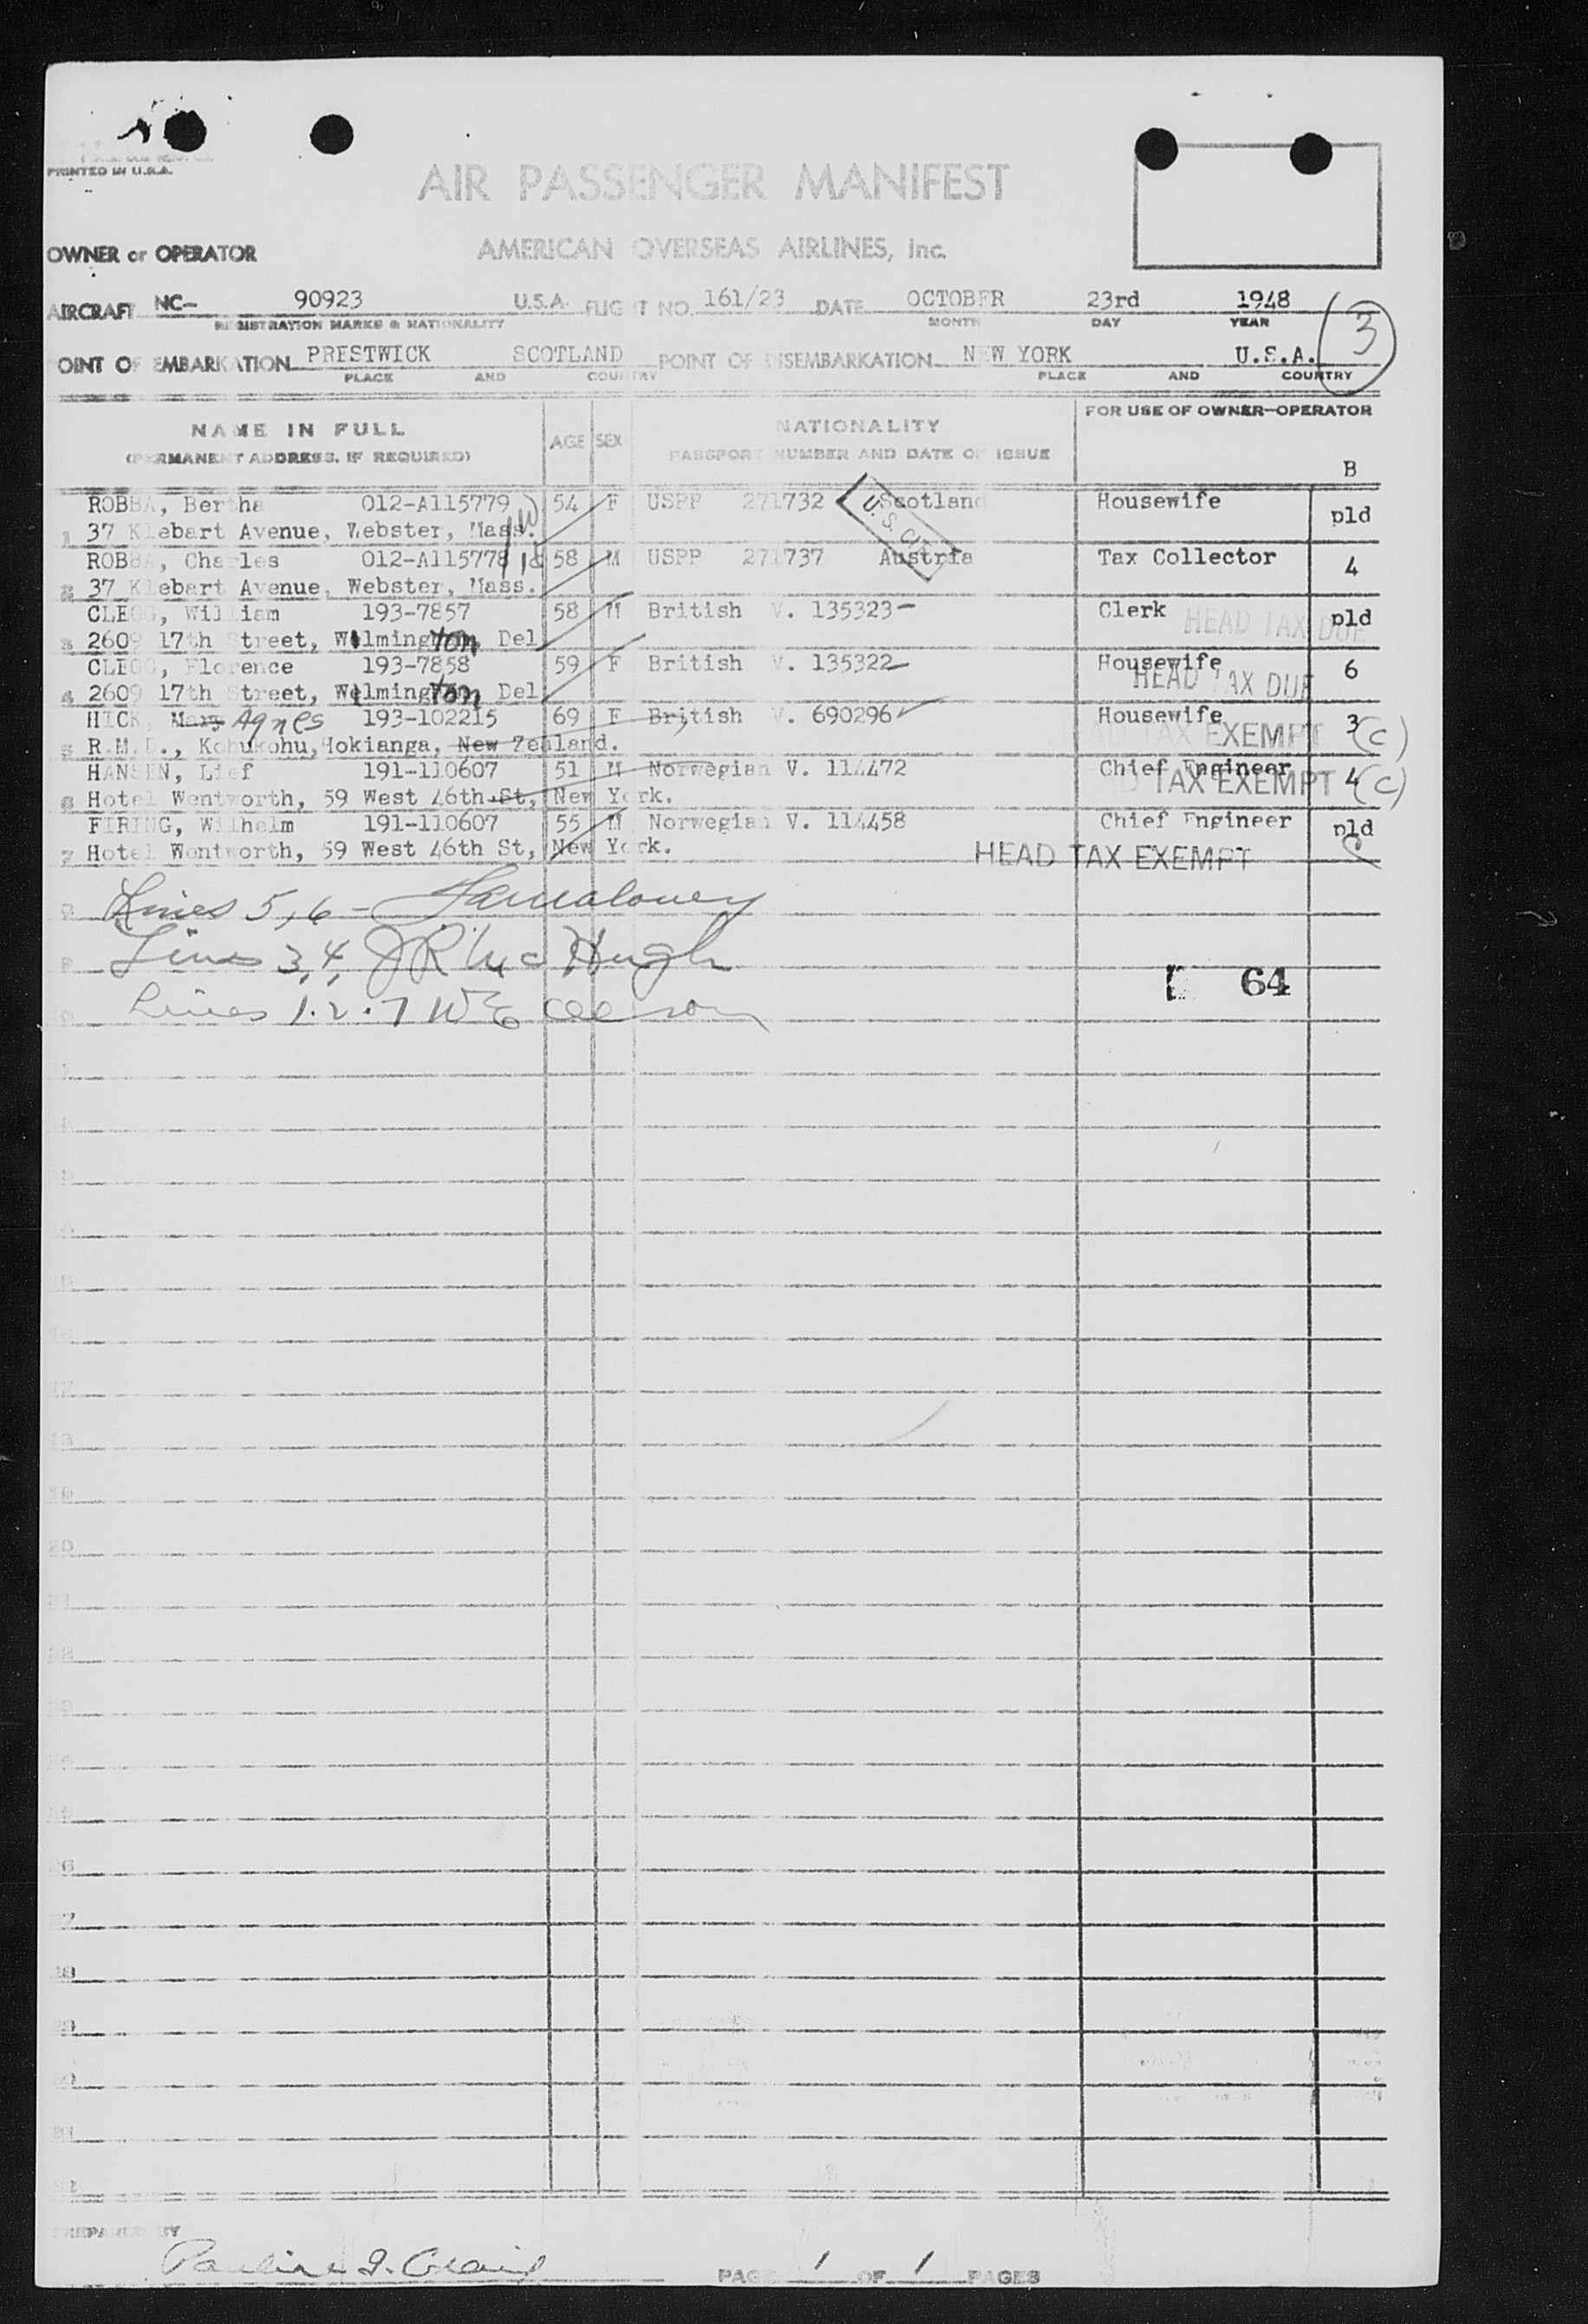 PRINTED IN U.S.A.
AIR PASSENGER MANIFEST
OWNER or OPERATOR AMERICAN OVERSEAS AIRLINES, Inc.
AIRCRAFT NC- 90923 U.S.A. FLIGHT NO. 161/23 DATE OCTOBER 23rd 1948
REGISTRATION MARKS & NATIONALITY MONTH DAY YEAR
3
POINT OF EMBARKATION PRESTWICK SCOTLAND POINT OF DISEMBARKATION NEW YORK U.S.A.
PLACE AND COUNTRY PLACE AND COUNTRY
NAME IN FULL AGE SEX NATIONALITY FOR USE OF OWNER-OPERATOR
(PERMANENT ADDRESS, IF REQUIRED) PASSPORT NUMBER AND DATE OF ISSUE B
ROBBA, Bertha 012-A115779 54 F USPP 271732 Scotland Housewife pld
1 37 Klebart Avenue, Webster, Mass.
U.S. CIT
ROBBA, Charles 012-A115778 58 M USPP 271737 Austria Tax Collector 4
2 37 Klebart Avenue, Webster, Mass.
CLEGG, William 193-7857 58 M British V. 135323 Clerk pld
HEAD TAX DUE
3 2609 17th Street, Wilmington Del
CLEGG, Florence 193-7858 59 F British V. 135322 Housewife 6
HEAD TAX DUE
4 2609 17th Street, Wilmington Del
HICK, Mary Agnes 193-102215 69 F British V. 690296 Housewife 3 (C)
HEAD TAX EXEMPT
5 R.M.D., Kohukohu, Hokianga, New Zealand.
HANSEN, Lief 191-110607 51 M Norwegian V. 114472 Chief Engineer 4 (C)
TAX EXEMPT
6 Hotel Wentworth, 59 West 46th St, New York.
FIRING, Wilhelm 191-110607 55 M Norwegian V. 114458 Chief Engineer pld
7 Hotel Wentworth, 59 West 46th St, New York.
HEAD TAX EXEMPT
Lines 5, 6 -
Lines 3, 4, J R McHugh
64
Lines 1. 2. 7
PREPARED BY
Pauline J. Craig
PAGE 1 OF 1 PAGES